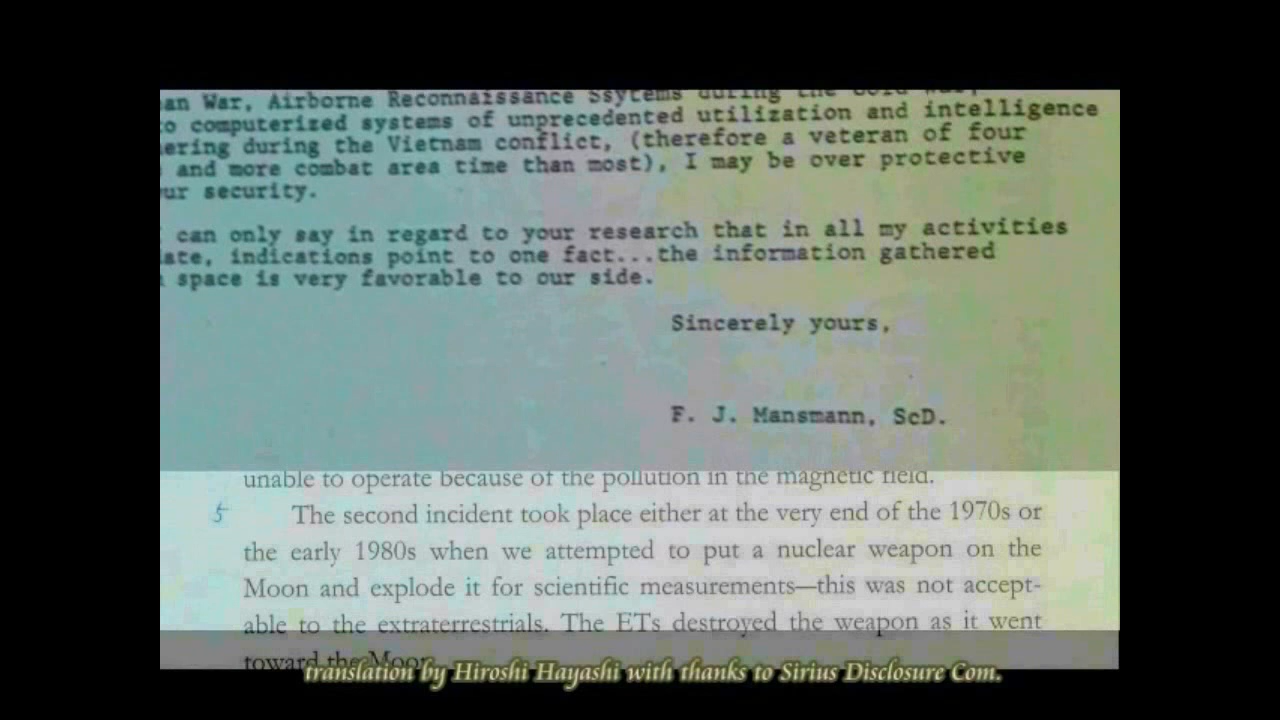 an War, Airborne Reconnaissance Ssytems during the Cold War,
o computerized systems of unprecedented utilization and intelligence
ering during the Vietnam conflict, (therefore a veteran of four
and more combat area time than most), I may be over protective
ur security.
I can only say in regard to your research that in all my activities
ate, indications point to one fact...the information gathered
space is very favorable to our side.
Sincerely yours,
F. J. Mansmann, ScD.
unable to operate because of the pollution in the magnetic field.
5 The second incident took place either at the very end of the 1970s or
the early 1980s when we attempted to put a nuclear weapon on the
Moon and explode it for scientific measurements—this was not accept-
able to the extraterrestrials. The ETs destroyed the weapon as it went
toward the Moon
translation by Hiroshi Hayashi with thanks to Sirius Disclosure Com.